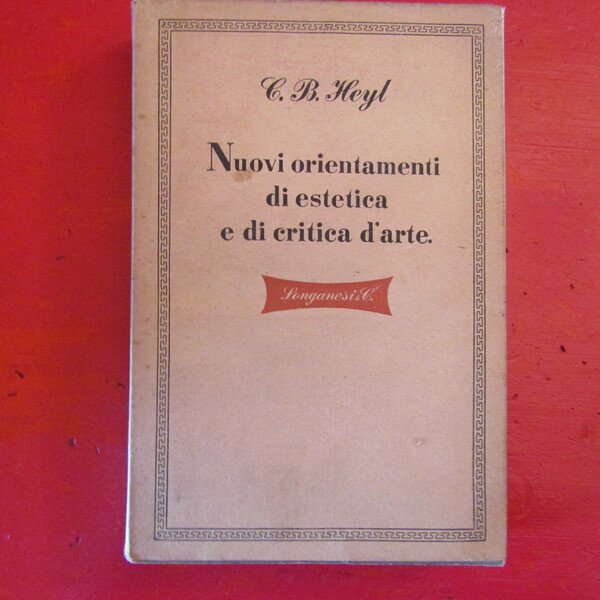 C. B. Heyl
Nuovi orientamenti
di estetica
e di critica d'arte.
Longanesi & C.